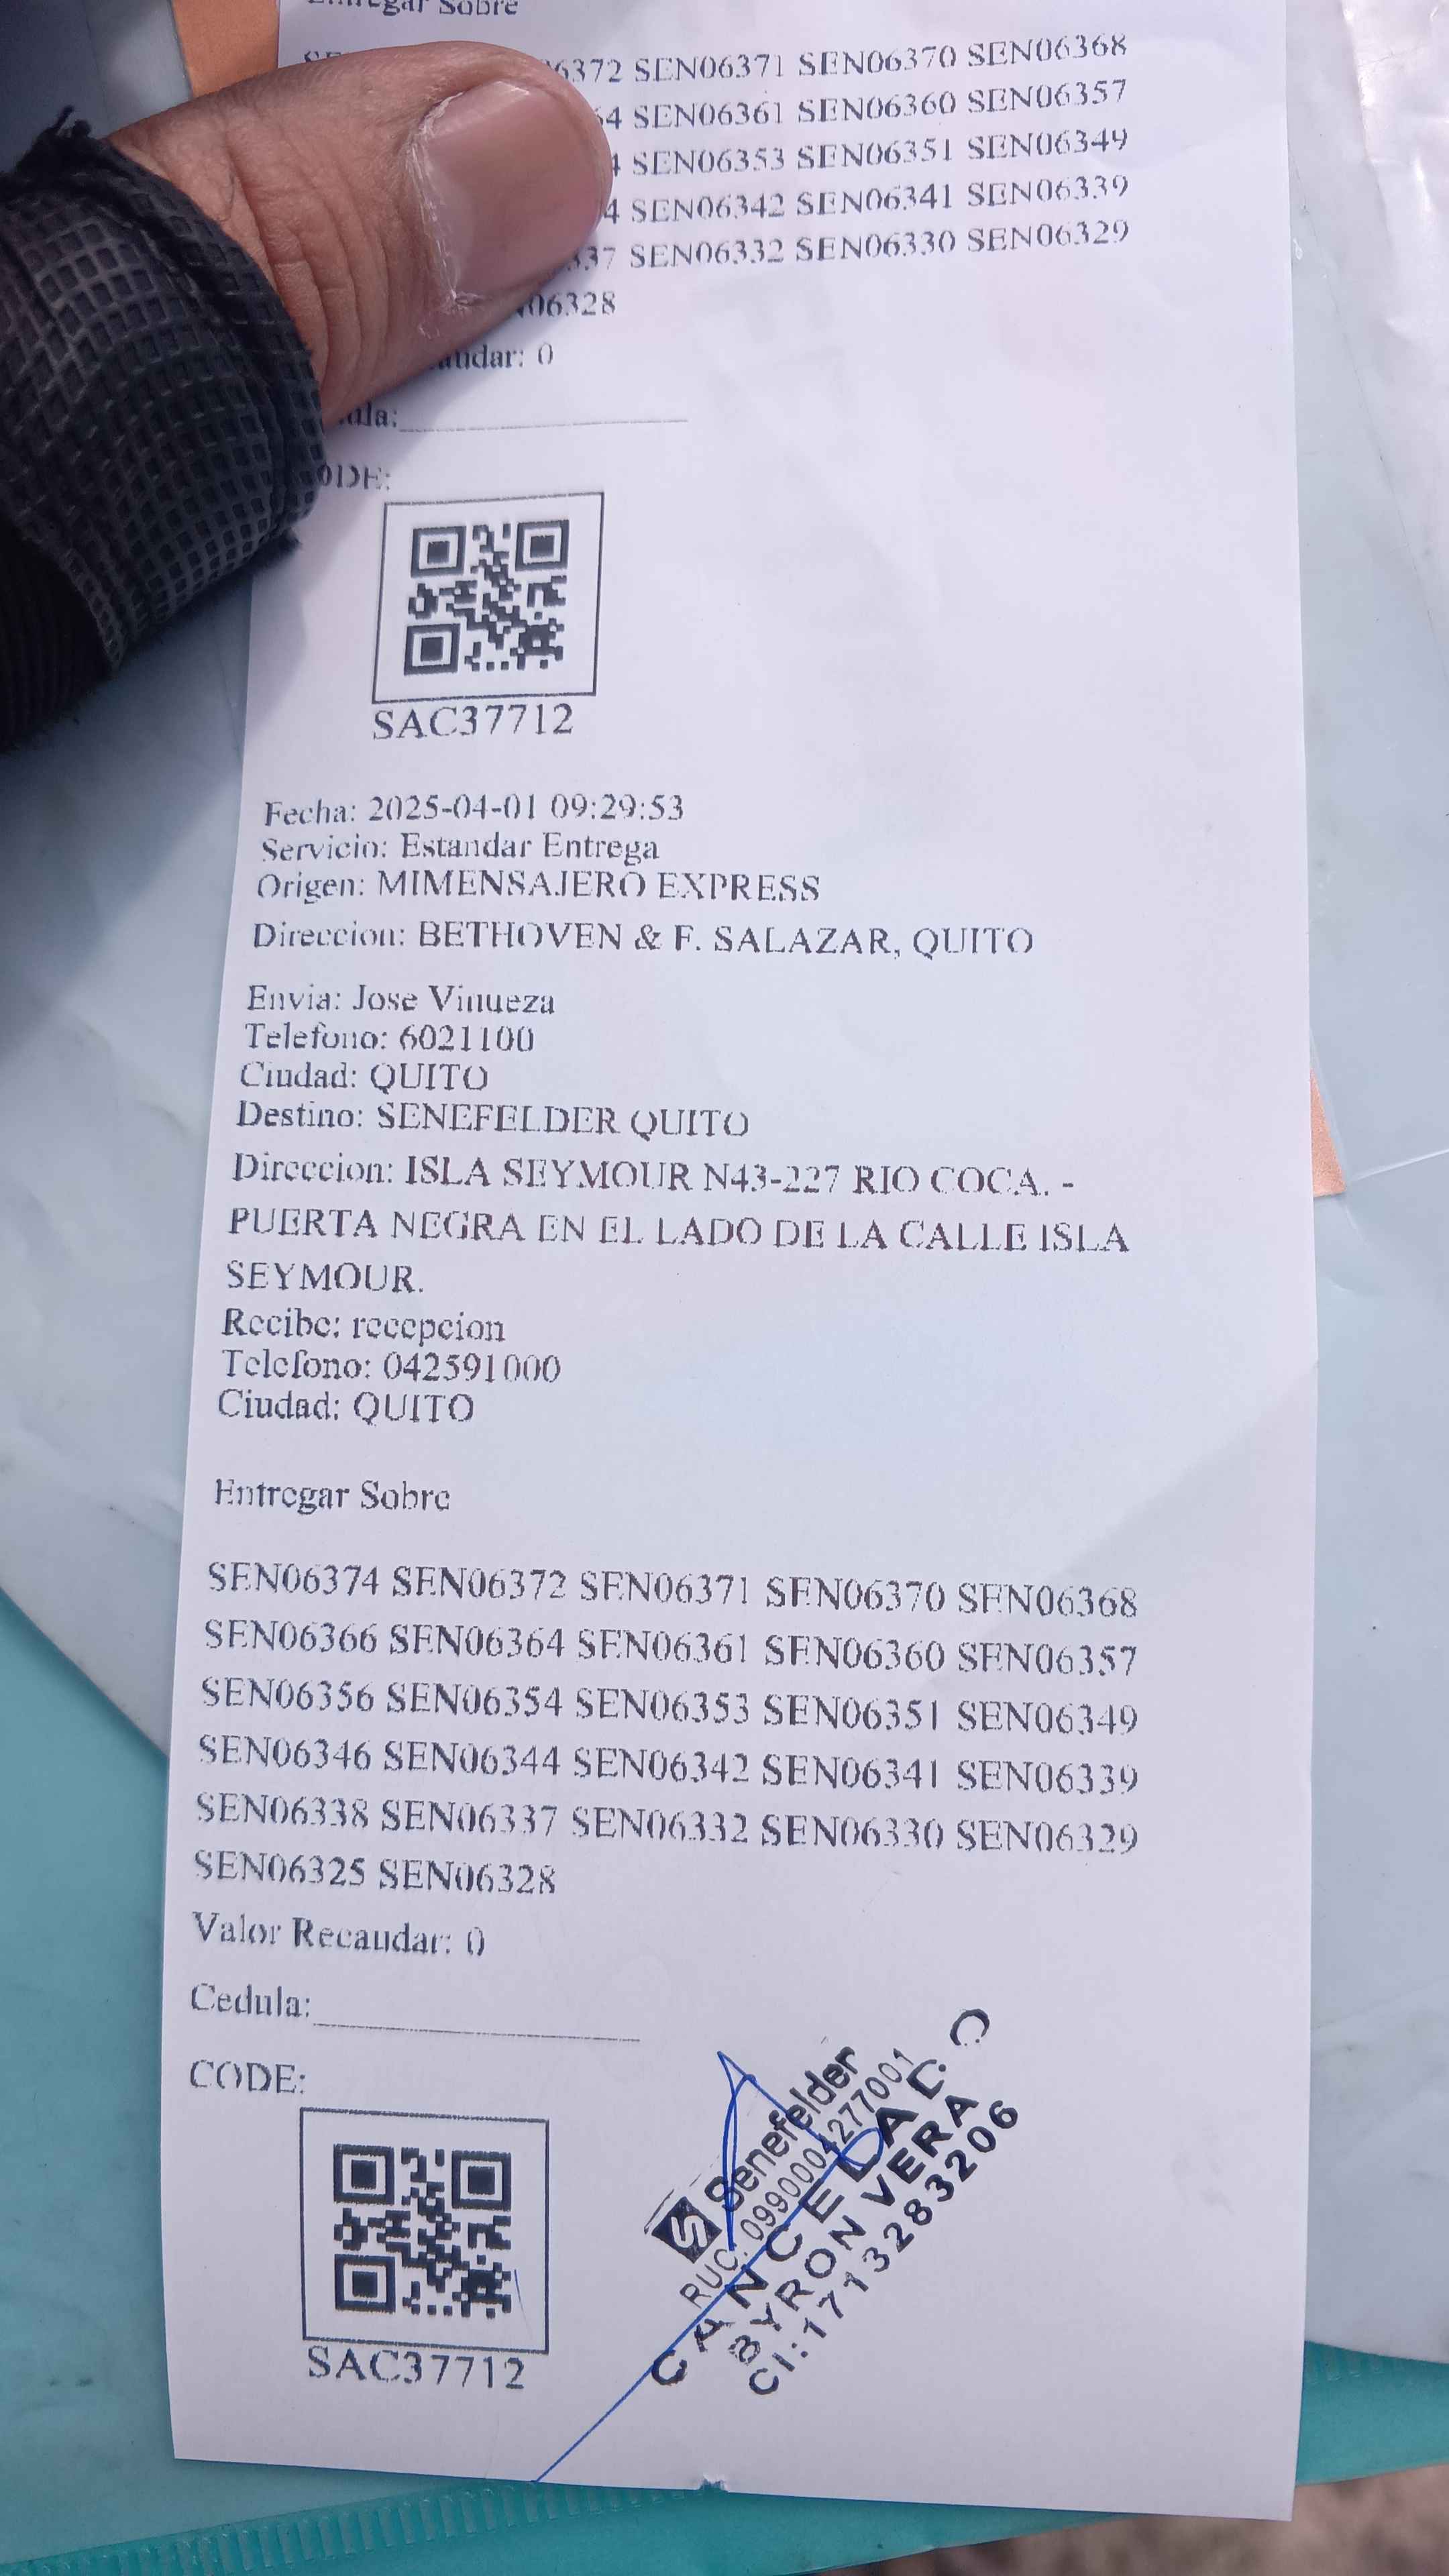 Entregar Sobre
SEN06371 SEN06370 SEN06368
SEN06361 SEN06360 SEN06357
SEN06353 SEN06351 SEN06349
SEN06342 SEN06341 SEN06339
SEN06332 SEN06330 SEN06329
0
SAC37712
Fecha: 2025-04-01 09:29:53
Servicio: Estandar Entrega
Origen: MIMENSAJERO EXPRESS
Direccion: BETHOVEN & F. SALAZAR, QUITO
Envia: Jose Vinueza
Telefono: 6021100
Ciudad: QUITO
Destino: SENEFELDER QUITO
Direccion: ISLA SEYMOUR N43-227 RIO COCA. -
PUERTA NEGRA EN EL LADO DE LA CALLE ISLA
SEYMOUR.
Recibe: recepcion
Telefono: 042591000
Ciudad: QUITO
Entregar Sobre
SEN06374 SEN06372 SEN06371 SEN06370 SEN06368
SEN06366 SEN06364 SEN06361 SEN06360 SEN06357
SEN06356 SEN06354 SEN06353 SEN06351 SEN06349
SEN06346 SEN06344 SEN06342 SEN06341 SEN06339
SEN06338 SEN06337 SEN06332 SEN06330 SEN06329
SEN06325 SEN06328
Valor Recaudar: 0
Cedula:
CODE:
SAC37712
Senefelder
RUC: 0990004277001
CANCELADO
BYRON VERA
CI:1713283206